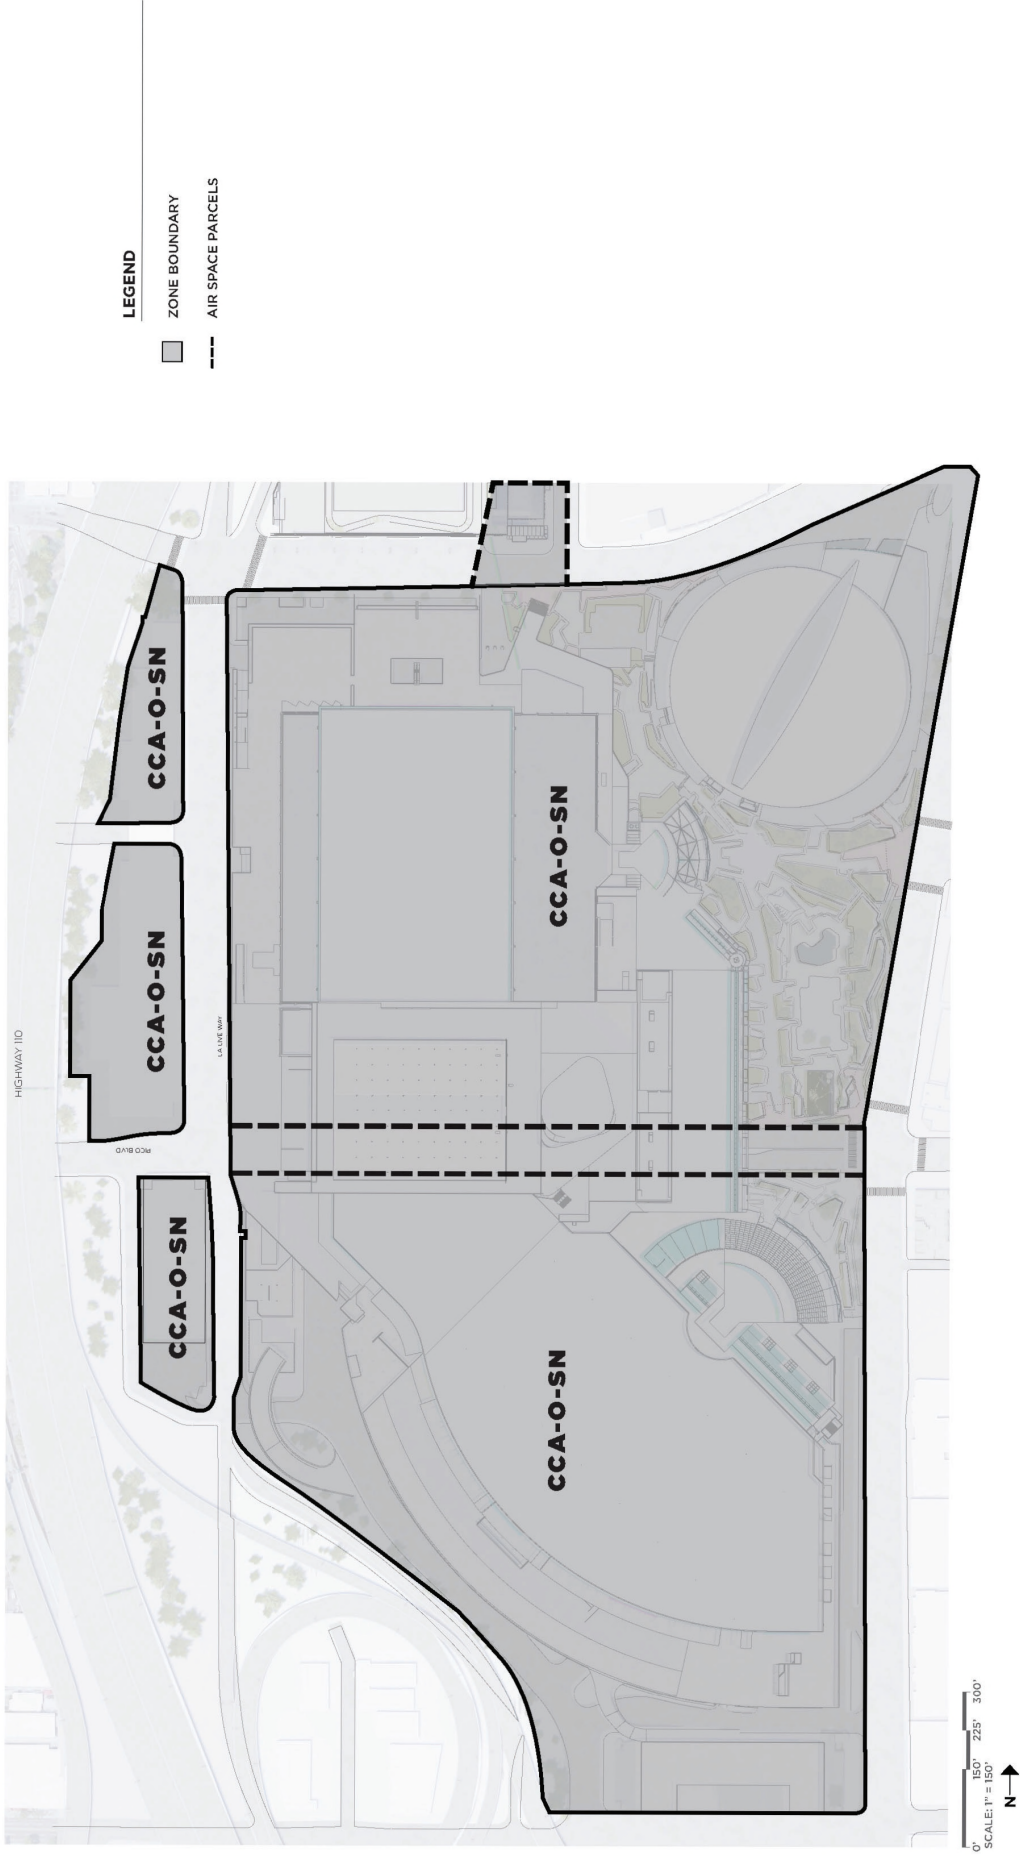 LEGEND
ZONE BOUNDARY
AIR SPACE PARCELS
HIGHWAY 110
CCA-O-SN
CCA-O-SN
CCA-O-SN
PICO BLVD
LA LIVE WAY
CCA-O-SN
CCA-O-SN
0' 150' 225' 300'
SCALE: 1" = 150'
N